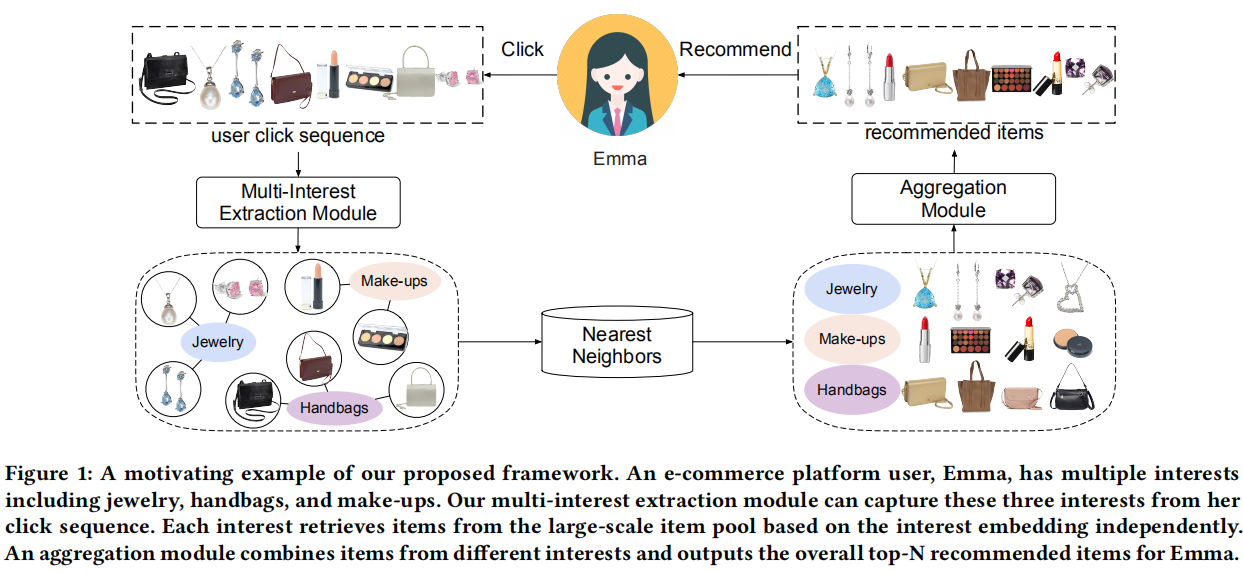 Click
Recommend
user click sequence
Emma
recommended items
Multi-Interest
Extraction Module
Aggregation
Module
Make-ups
Jewelry
Handbags
Nearest
Neighbors
Jewelry
Make-ups
Handbags
Figure 1: A motivating example of our proposed framework. An e-commerce platform user, Emma, has multiple interests
including jewelry, handbags, and make-ups. Our multi-interest extraction module can capture these three interests from her
click sequence. Each interest retrieves items from the large-scale item pool based on the interest embedding independently.
An aggregation module combines items from different interests and outputs the overall top-N recommended items for Emma.